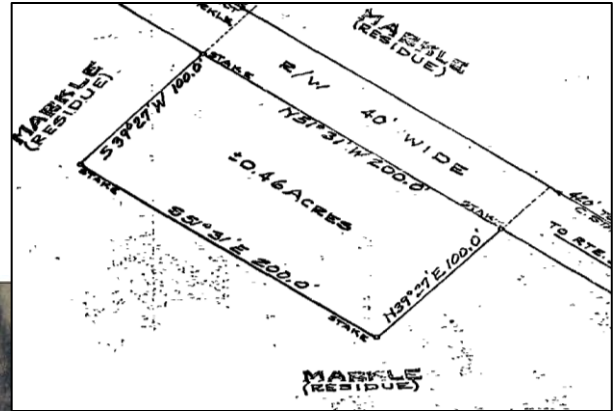 MARKLE
(RESIDUE)
STAKE
R/W 40' WIDE
MARKLE
(RESIDUE)
S39°27'W 100.0'
N51°31'W 200.0'
±0.46 ACRES
STAKE
STAKE
TO RTE.
S51°31'E 200.0'
N39°27'E 100.0'
STAKE
MARKLE
(RESIDUE)